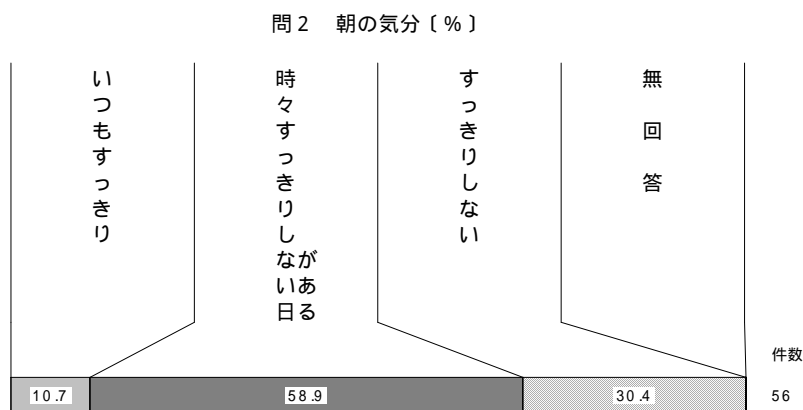 問2 朝の気分〔%〕
いつもすっきり
時々すっきりしない日
がある
すっきりしない
無回答
件数
10.7 58.9 30.4 56